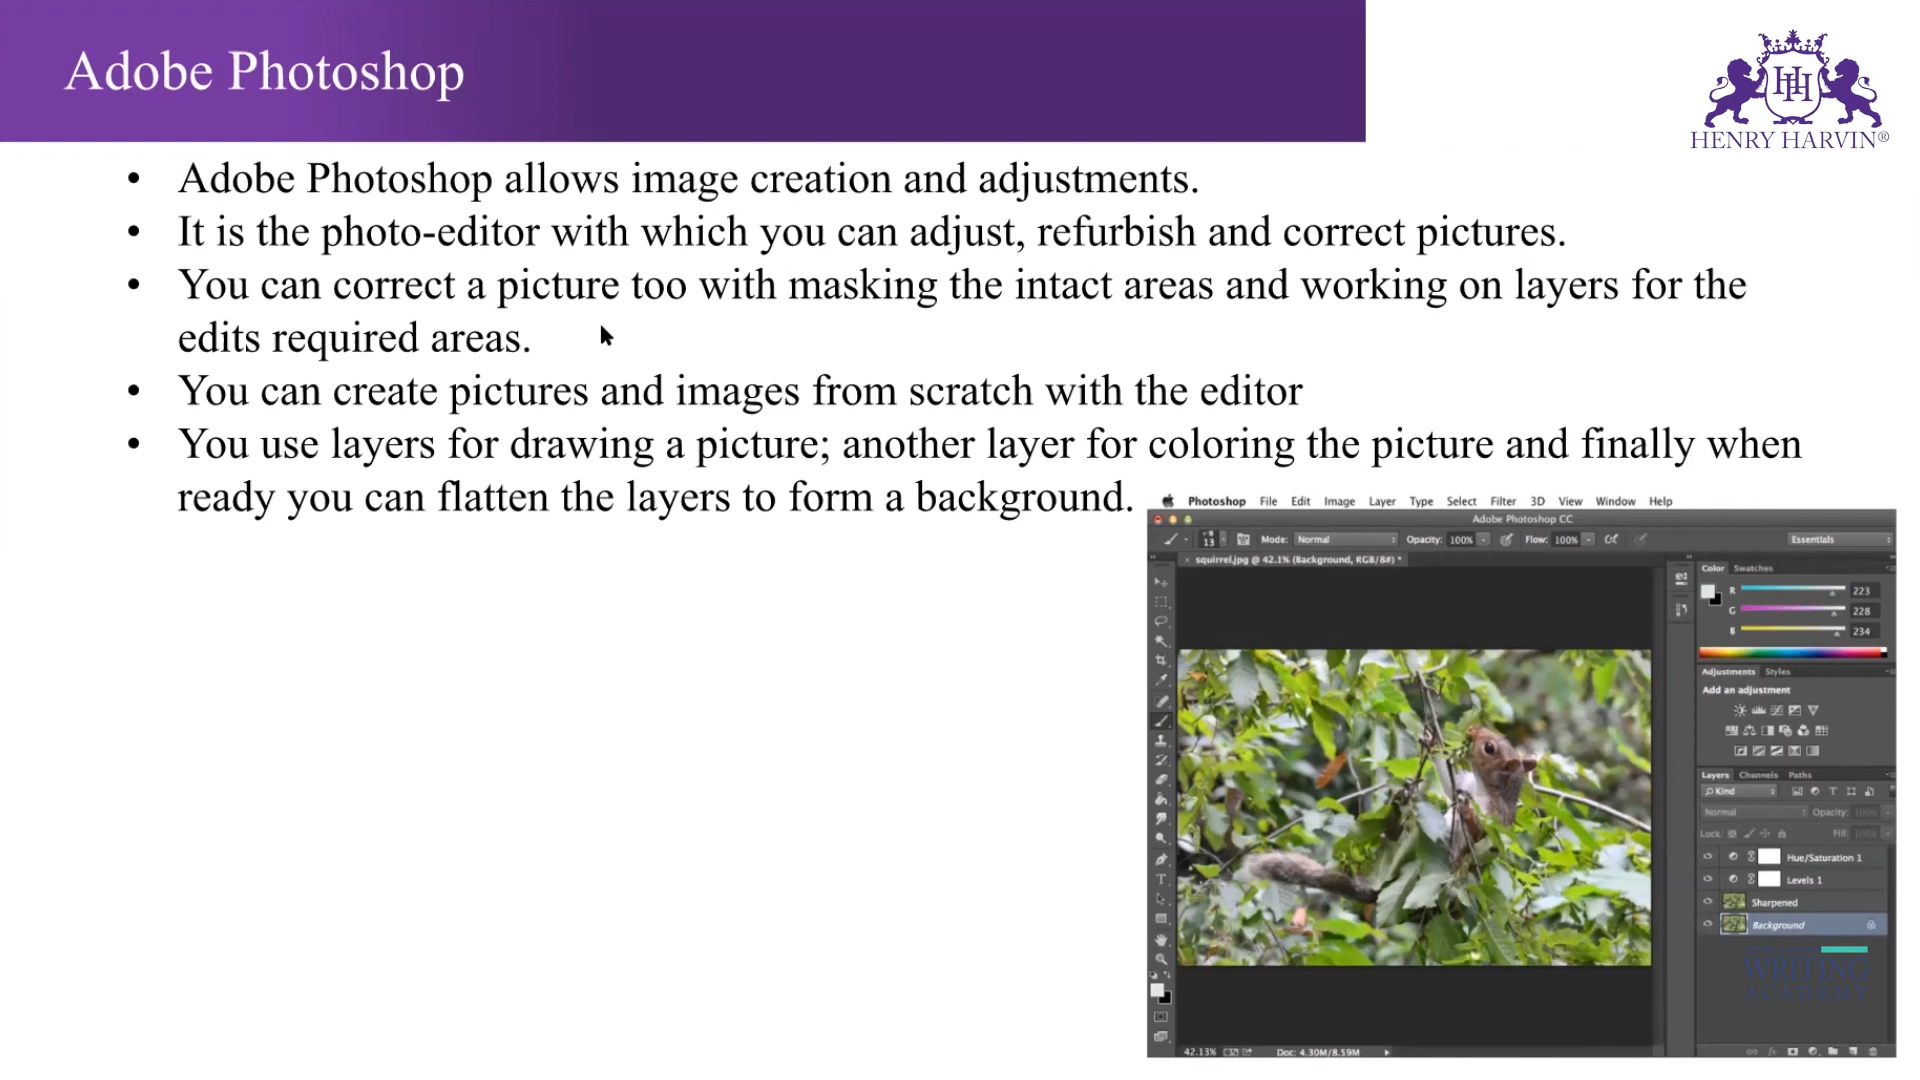 Adobe Photoshop
HENRY HARVIN®
• Adobe Photoshop allows image creation and adjustments.
• It is the photo-editor with which you can adjust, refurbish and correct pictures.
• You can correct a picture too with masking the intact areas and working on layers for the
edits required areas.
• You can create pictures and images from scratch with the editor
• You use layers for drawing a picture; another layer for coloring the picture and finally when
ready you can flatten the layers to form a background.
Photoshop File Edit Image Layer Type Select Filter 3D View Window Help
Adobe Photoshop CC
13 Mode: Normal Opacity: 100% Flow: 100% Essentials
squirrel.jpg @ 42.1% (Background, RGB/8#) *
Color Swatches
R 223
G 228
B 234
Adjustments Styles
Add an adjustment
Layers Channels Paths
Kind
Normal Opacity: 100%
Lock: Fill: 100%
Hue/Saturation 1
Levels 1
Sharpened
Background
WRITING
ACADEMY
42.13% Doc: 4.30M/8.59M